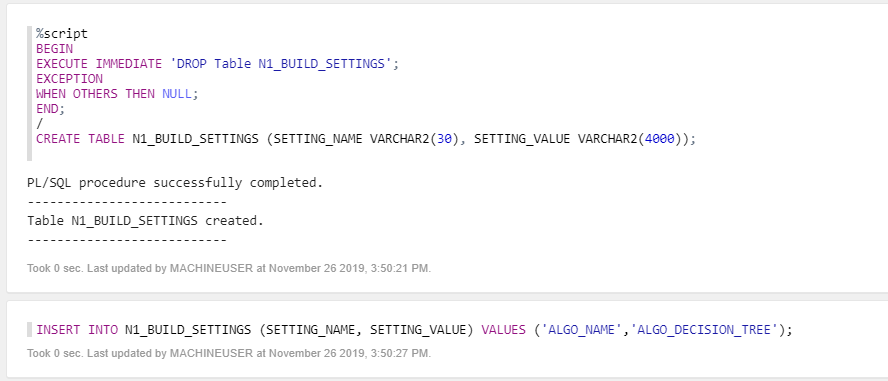 %script
BEGIN
EXECUTE IMMEDIATE 'DROP Table N1_BUILD_SETTINGS';
EXCEPTION
WHEN OTHERS THEN NULL;
END;
/
CREATE TABLE N1_BUILD_SETTINGS (SETTING_NAME VARCHAR2(30), SETTING_VALUE VARCHAR2(4000));
PL/SQL procedure successfully completed.
---------------------------
Table N1_BUILD_SETTINGS created.
---------------------------
Took 0 sec. Last updated by MACHINEUSER at November 26 2019, 3:50:21 PM.
INSERT INTO N1_BUILD_SETTINGS (SETTING_NAME, SETTING_VALUE) VALUES ('ALGO_NAME','ALGO_DECISION_TREE');
Took 0 sec. Last updated by MACHINEUSER at November 26 2019, 3:50:27 PM.